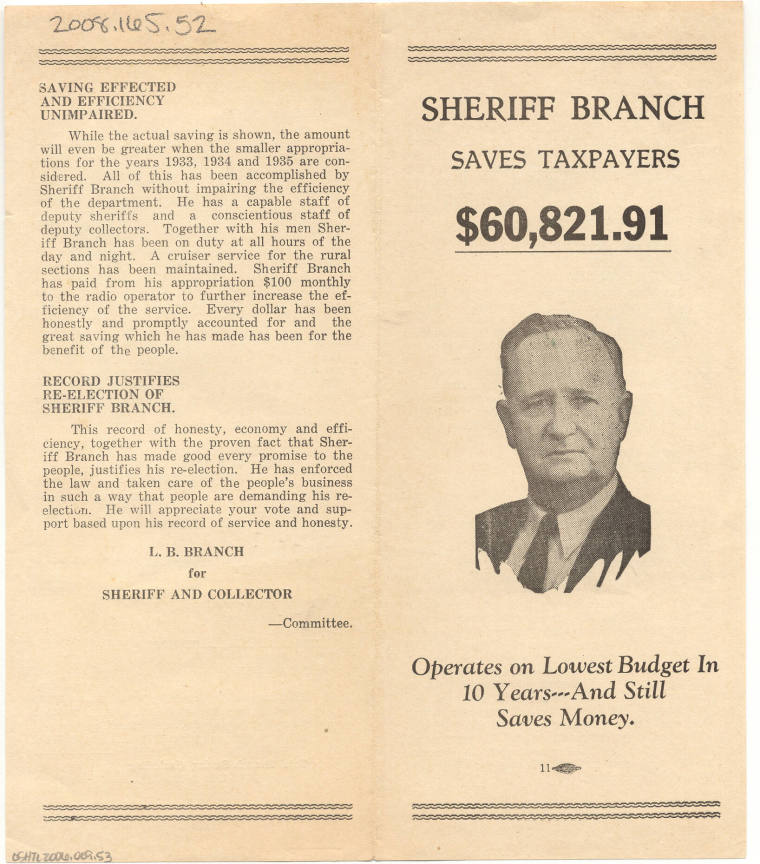 2008.165.52
SAVING EFFECTED
AND EFFICIENCY
UNIMPAIRED.
While the actual saving is shown, the amount
will even be greater when the smaller appropria-
tions for the years 1933, 1934 and 1935 are con-
sidered. All of this has been accomplished by
Sheriff Branch without impairing the efficiency
of the department. He has a capable staff of
deputy sheriffs and a conscientious staff of
deputy collectors. Together with his men Sher-
iff Branch has been on duty at all hours of the
day and night. A cruiser service for the rural
sections has been maintained. Sheriff Branch
has paid from his appropriation $100 monthly
to the radio operator to further increase the ef-
ficiency of the service. Every dollar has been
honestly and promptly accounted for and the
great saving which he has made has been for the
benefit of the people.
RECORD JUSTIFIES
RE-ELECTION OF
SHERIFF BRANCH.
This record of honesty, economy and effi-
ciency, together with the proven fact that Sher-
iff Branch has made good every promise to the
people, justifies his re-election. He has enforced
the law and taken care of the people's business
in such a way that people are demanding his re-
election. He will appreciate your vote and sup-
port based upon his record of service and honesty.
L. B. BRANCH
for
SHERIFF AND COLLECTOR
—Committee.
SHERIFF BRANCH
SAVES TAXPAYERS
$60,821.91
Operates on Lowest Budget In
10 Years---And Still
Saves Money.
11